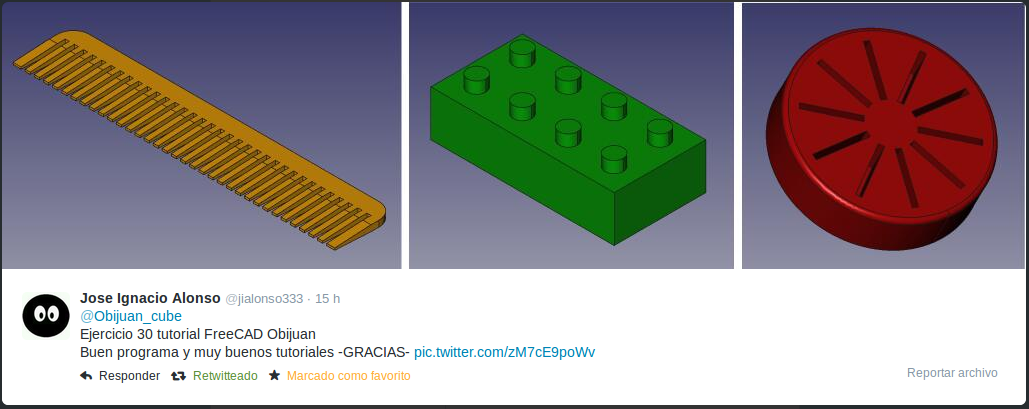 Jose Ignacio Alonso @jialonso333 · 15 h
@Obijuan_cube
Ejercicio 30 tutorial FreeCAD Obijuan
Buen programa y muy buenos tutoriales -GRACIAS- pic.twitter.com/zM7cE9poWv
Responder Retwitteado Marcado como favorito
Reportar archivo